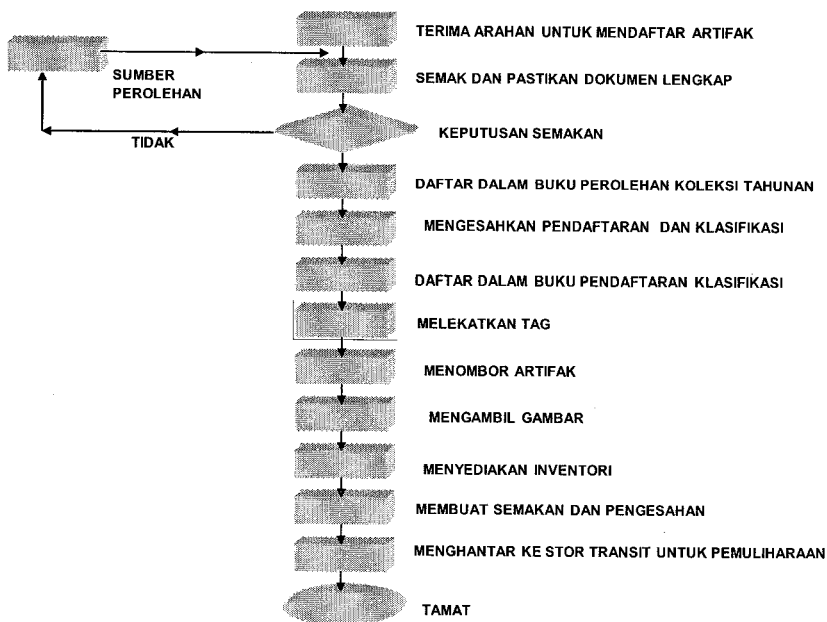 TERIMA ARAHAN UNTUK MENDAFTAR ARTIFAK
SUMBER
PEROLEHAN
SEMAK DAN PASTIKAN DOKUMEN LENGKAP
TIDAK
KEPUTUSAN SEMAKAN
DAFTAR DALAM BUKU PEROLEHAN KOLEKSI TAHUNAN
MENGESAHKAN PENDAFTARAN DAN KLASIFIKASI
DAFTAR DALAM BUKU PENDAFTARAN KLASIFIKASI
MELEKATKAN TAG
MENOMBOR ARTIFAK
MENGAMBIL GAMBAR
MENYEDIAKAN INVENTORI
MEMBUAT SEMAKAN DAN PENGESAHAN
MENGHANTAR KE STOR TRANSIT UNTUK PEMULIHARAAN
TAMAT